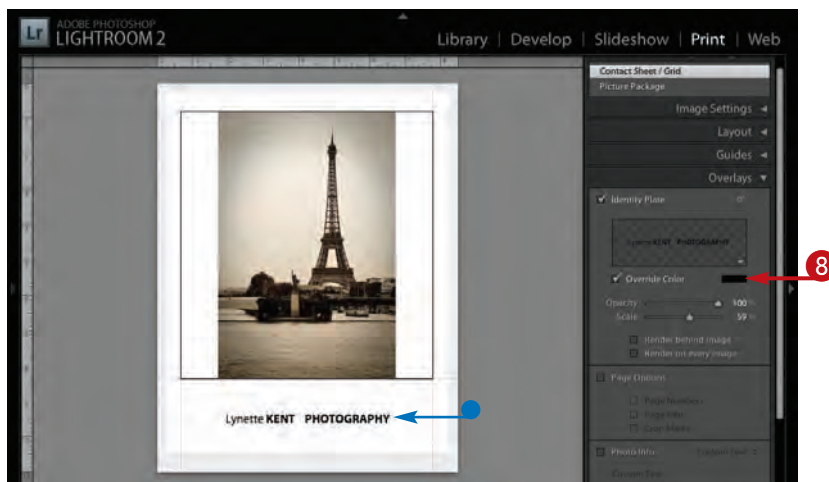 Lr ADOBE PHOTOSHOP
LIGHTROOM 2
Library | Develop | Slideshow | Print | Web
Contact Sheet / Grid
Picture Package
Image Settings
Layout
Guides
Overlays
Identity Plate
Lynette KENT PHOTOGRAPHY
8
Override Color
Opacity 100
Scale 59
Render behind image
Render on every image
Page Options
Page Numbers
Page Info
Crop Marks
Lynette KENT PHOTOGRAPHY
Photo Info